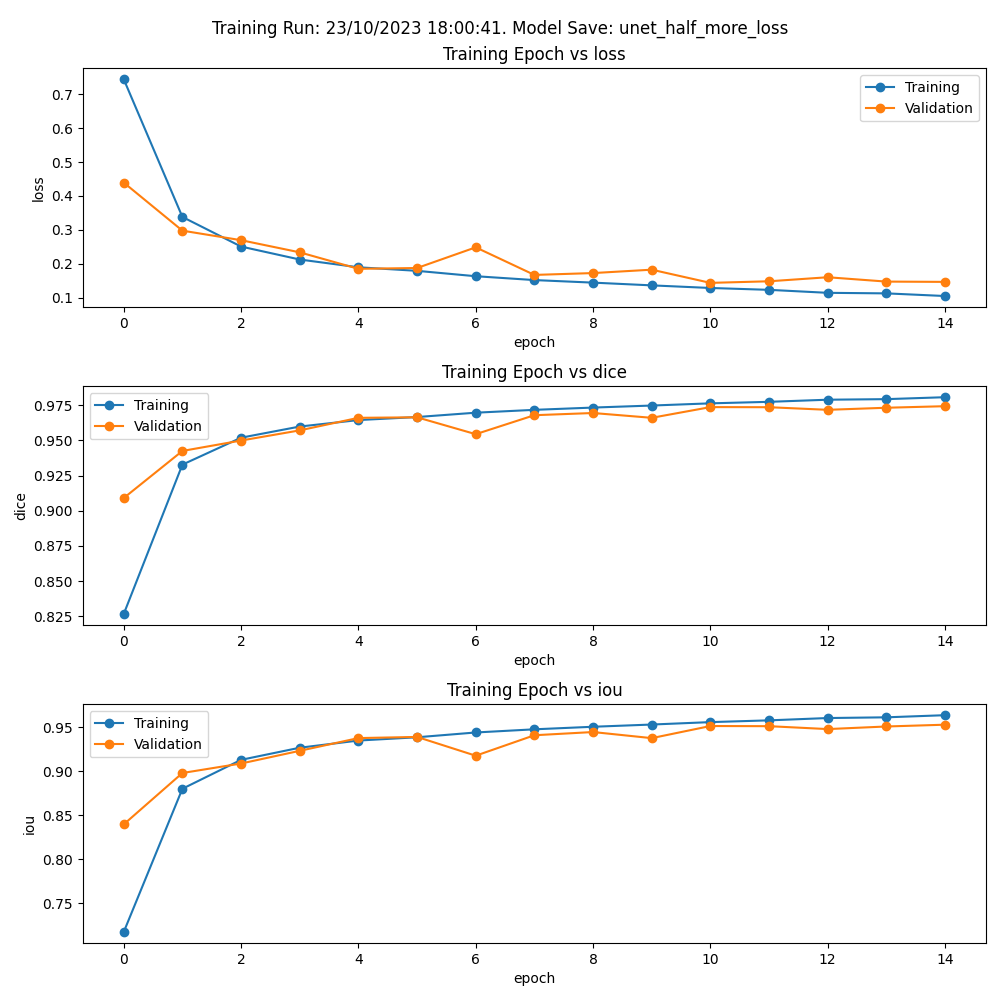 Training Run: 23/10/2023 18:00:41. Model Save: unet_half_more_loss
Training Epoch vs loss
Training
Validation
0.7
0.6
0.5
0.4
0.3
0.2
0.1
loss
0 2 4 6 8 10 12 14
epoch
Training Epoch vs dice
Training
Validation
0.975
0.950
0.925
0.900
0.875
0.850
0.825
dice
0 2 4 6 8 10 12 14
epoch
Training Epoch vs iou
Training
Validation
0.95
0.90
0.85
0.80
0.75
iou
0 2 4 6 8 10 12 14
epoch